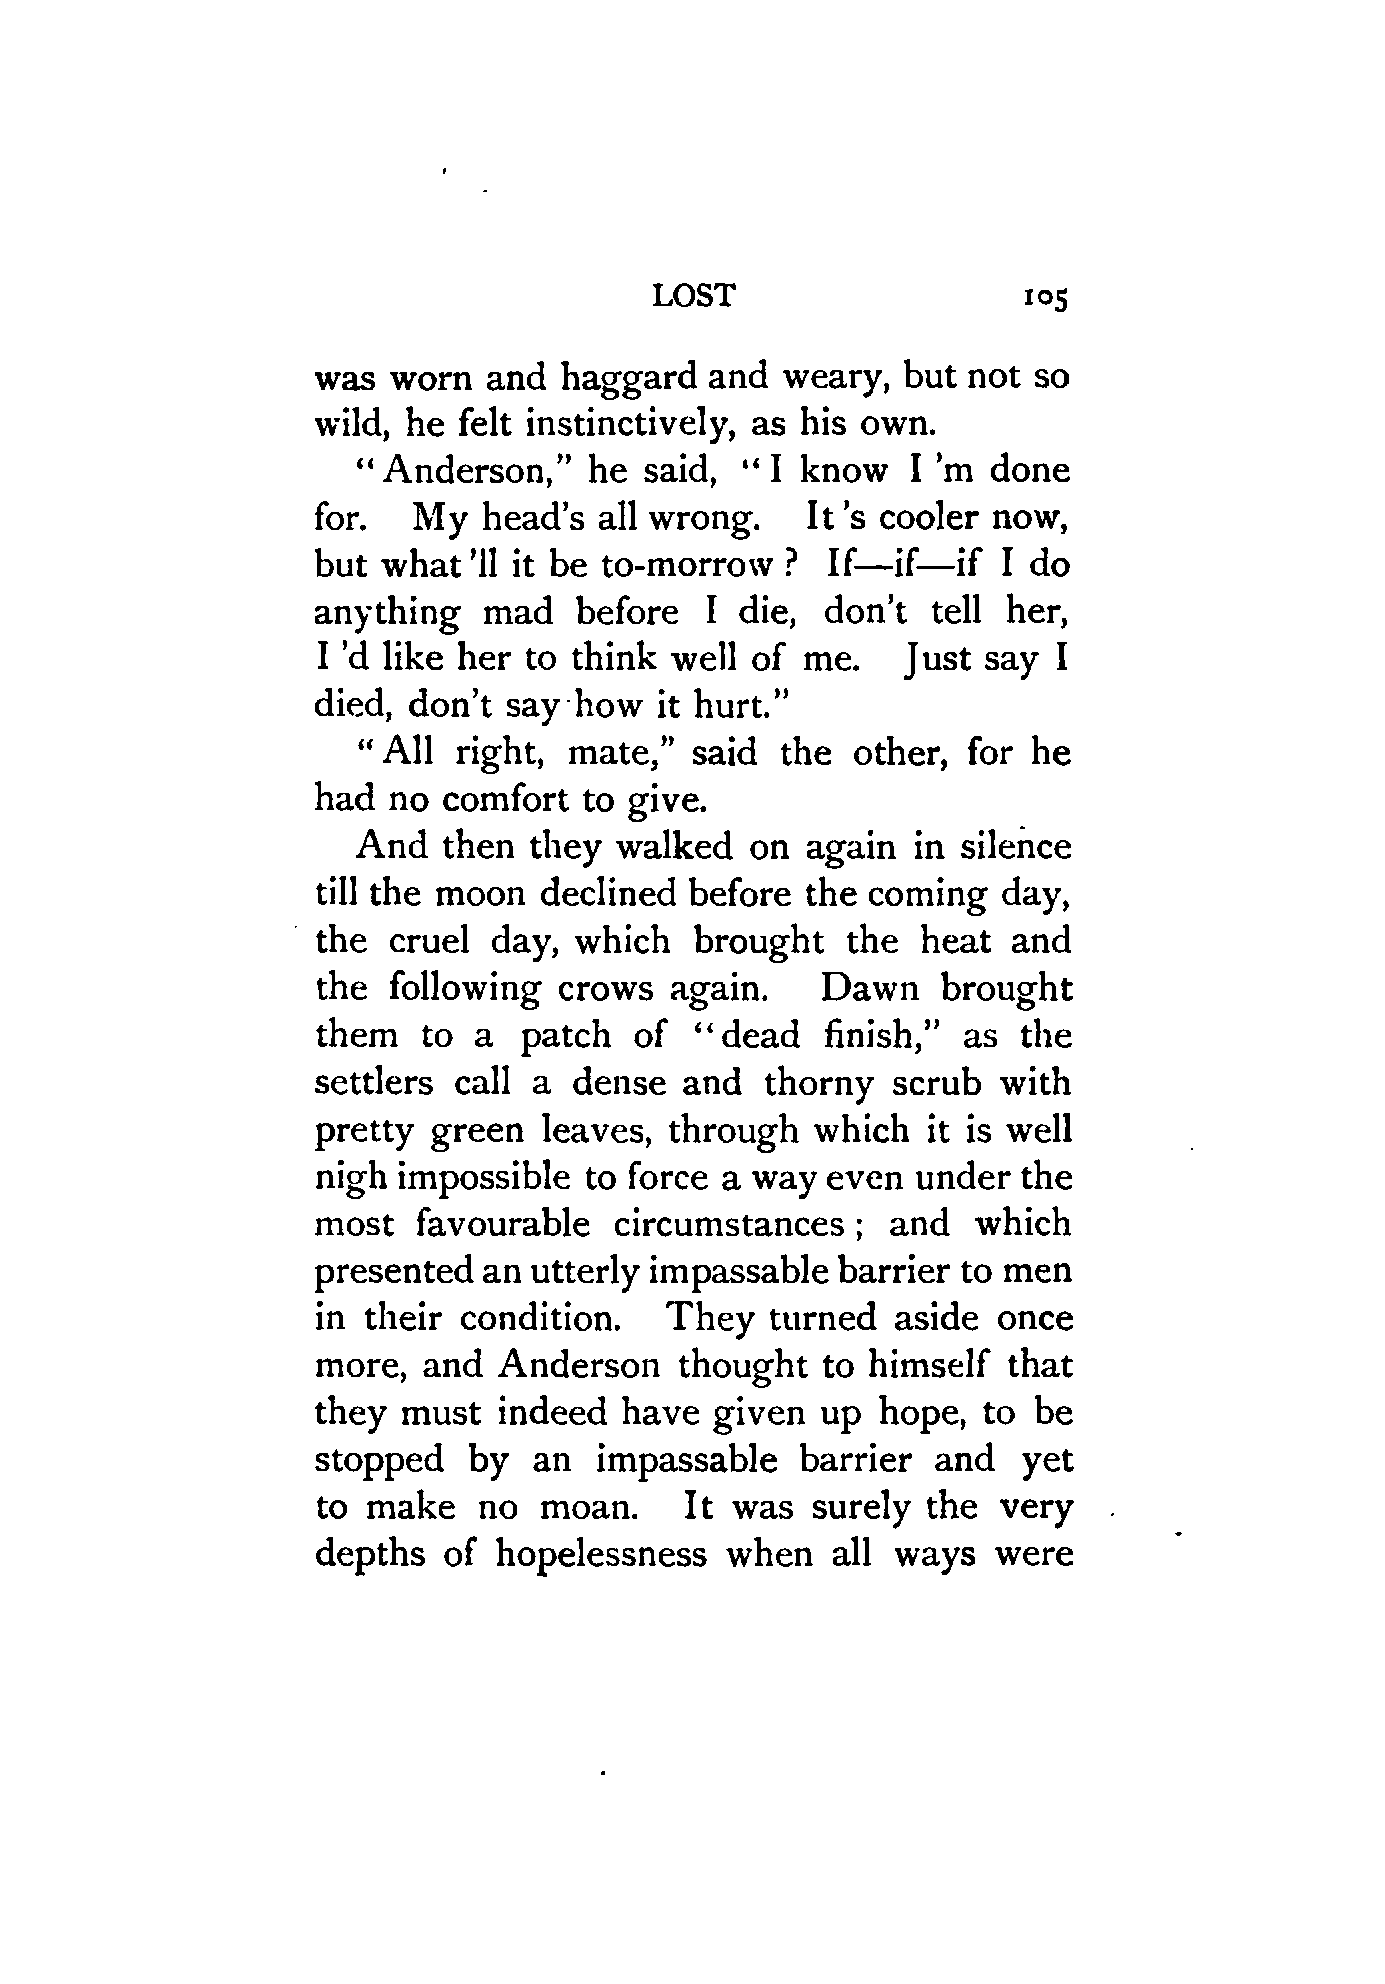 LOST 105
was worn and haggard and weary, but not so
wild, he felt instinctively, as his own.
"Anderson," he said, "I know I 'm done
for. My head's all wrong. It 's cooler now,
but what 'll it be to-morrow? If—if—if I do
anything mad before I die, don't tell her,
I 'd like her to think well of me. Just say I
died, don't say how it hurt."
"All right, mate," said the other, for he
had no comfort to give.
And then they walked on again in silence
till the moon declined before the coming day,
the cruel day, which brought the heat and
the following crows again. Dawn brought
them to a patch of "dead finish," as the
settlers call a dense and thorny scrub with
pretty green leaves, through which it is well
nigh impossible to force a way even under the
most favourable circumstances; and which
presented an utterly impassable barrier to men
in their condition. They turned aside once
more, and Anderson thought to himself that
they must indeed have given up hope, to be
stopped by an impassable barrier and yet
to make no moan. It was surely the very
depths of hopelessness when all ways were